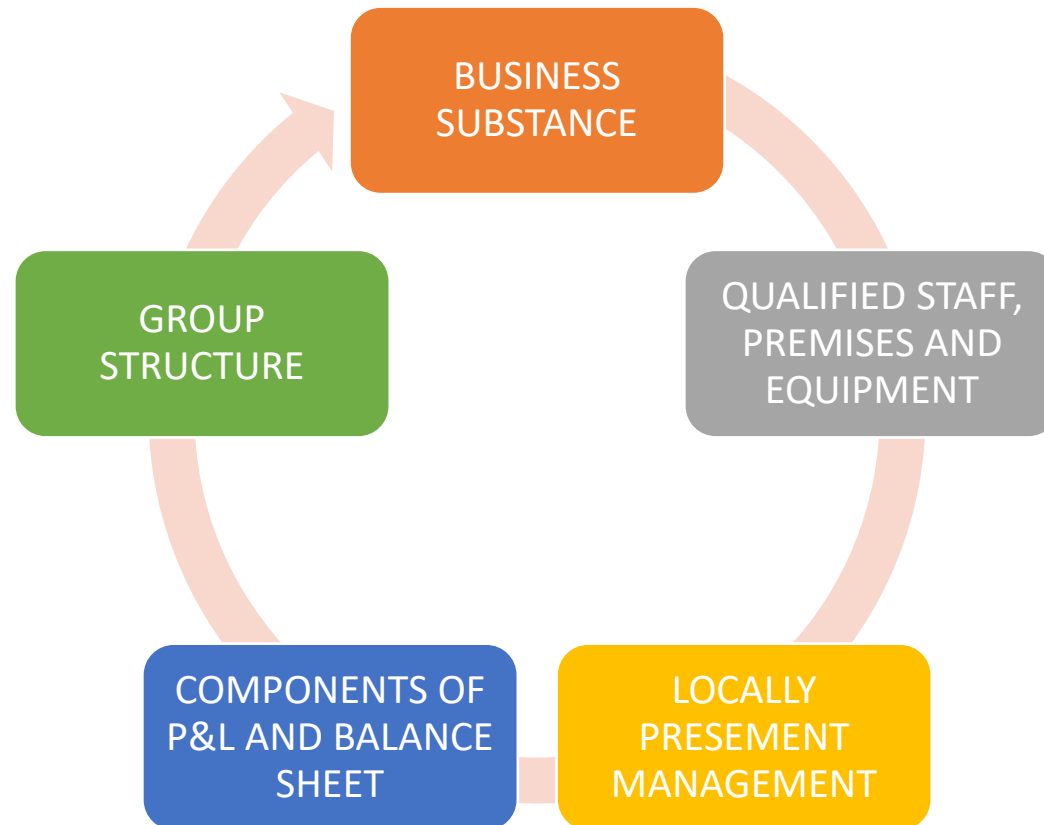 BUSINESS
SUBSTANCE
QUALIFIED STAFF,
PREMISES AND
EQUIPMENT
LOCALLY
PRESEMENT
MANAGEMENT
COMPONENTS OF
P&L AND BALANCE
SHEET
GROUP
STRUCTURE